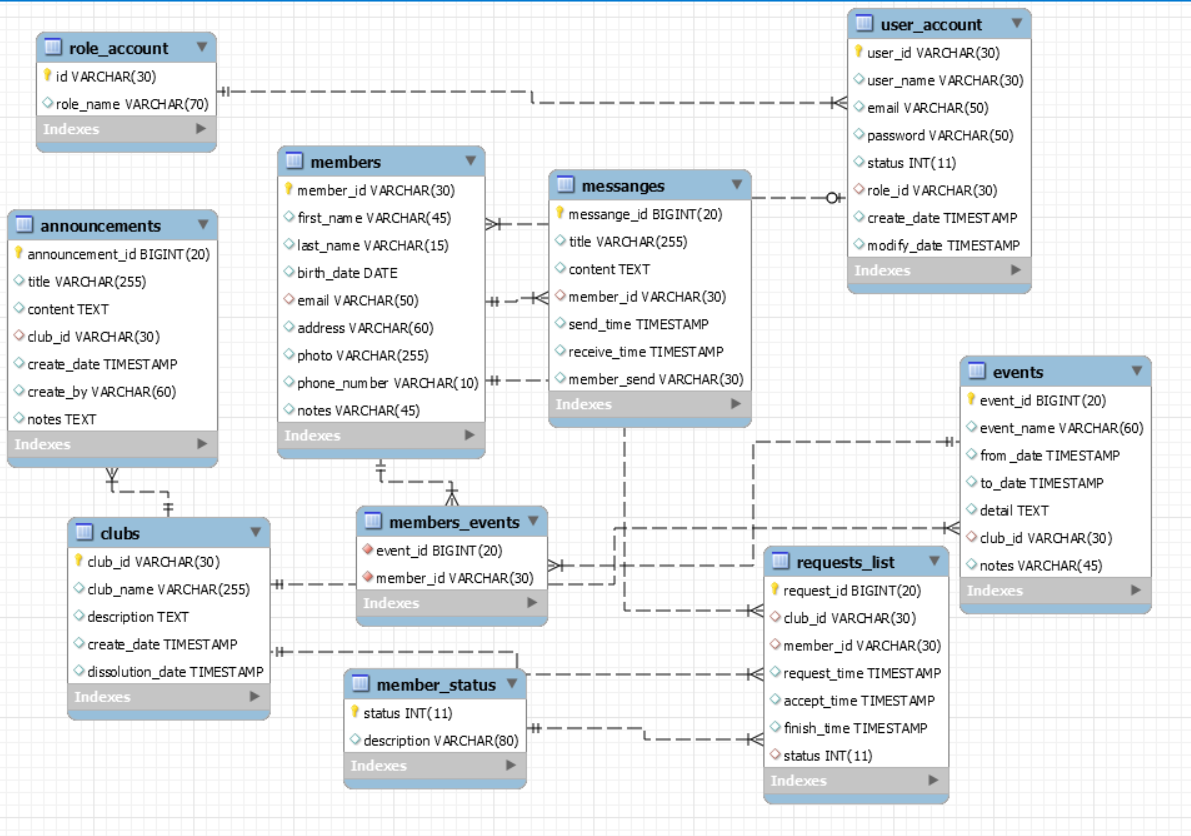 role_account
id VARCHAR(30)
role_name VARCHAR(70)
Indexes
user_account
user_id VARCHAR(30)
user_name VARCHAR(30)
email VARCHAR(50)
password VARCHAR(50)
status INT(11)
role_id VARCHAR(30)
create_date TIMESTAMP
modify_date TIMESTAMP
Indexes
members
member_id VARCHAR(30)
first_name VARCHAR(45)
last_name VARCHAR(15)
birth_date DATE
email VARCHAR(50)
address VARCHAR(60)
photo VARCHAR(255)
phone_number VARCHAR(10)
notes VARCHAR(45)
Indexes
messanges
messange_id BIGINT(20)
title VARCHAR(255)
content TEXT
member_id VARCHAR(30)
send_time TIMESTAMP
receive_time TIMESTAMP
member_send VARCHAR(30)
Indexes
announcements
announcement_id BIGINT(20)
title VARCHAR(255)
content TEXT
club_id VARCHAR(30)
create_date TIMESTAMP
create_by VARCHAR(60)
notes TEXT
Indexes
events
event_id BIGINT(20)
event_name VARCHAR(60)
from_date TIMESTAMP
to_date TIMESTAMP
detail TEXT
club_id VARCHAR(30)
notes VARCHAR(45)
Indexes
clubs
club_id VARCHAR(30)
club_name VARCHAR(255)
description TEXT
create_date TIMESTAMP
dissolution_date TIMESTAMP
Indexes
members_events
event_id BIGINT(20)
member_id VARCHAR(30)
Indexes
requests_list
request_id BIGINT(20)
club_id VARCHAR(30)
member_id VARCHAR(30)
request_time TIMESTAMP
accept_time TIMESTAMP
finish_time TIMESTAMP
status INT(11)
Indexes
member_status
status INT(11)
description VARCHAR(80)
Indexes